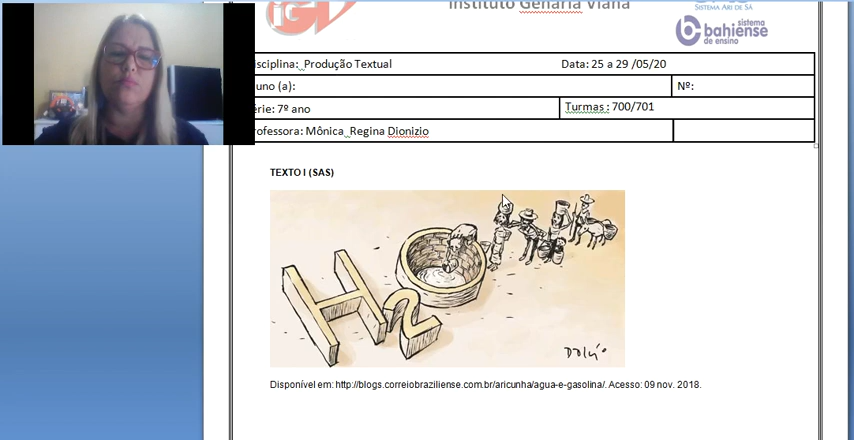 Instituto Genaria Viana
SISTEMA ARI DE SÁ
sistema
bahiense
de ensino
isciplina: Produção Textual Data: 25 a 29 /05/20
uno (a): Nº:
érie: 7º ano Turmas : 700/701
rofessora: Mônica Regina Dionizio
TEXTO I (SAS)
H2O
Disponível em: http://blogs.correiobraziliense.com.br/aricunha/agua-e-gasolina/. Acesso: 09 nov. 2018.